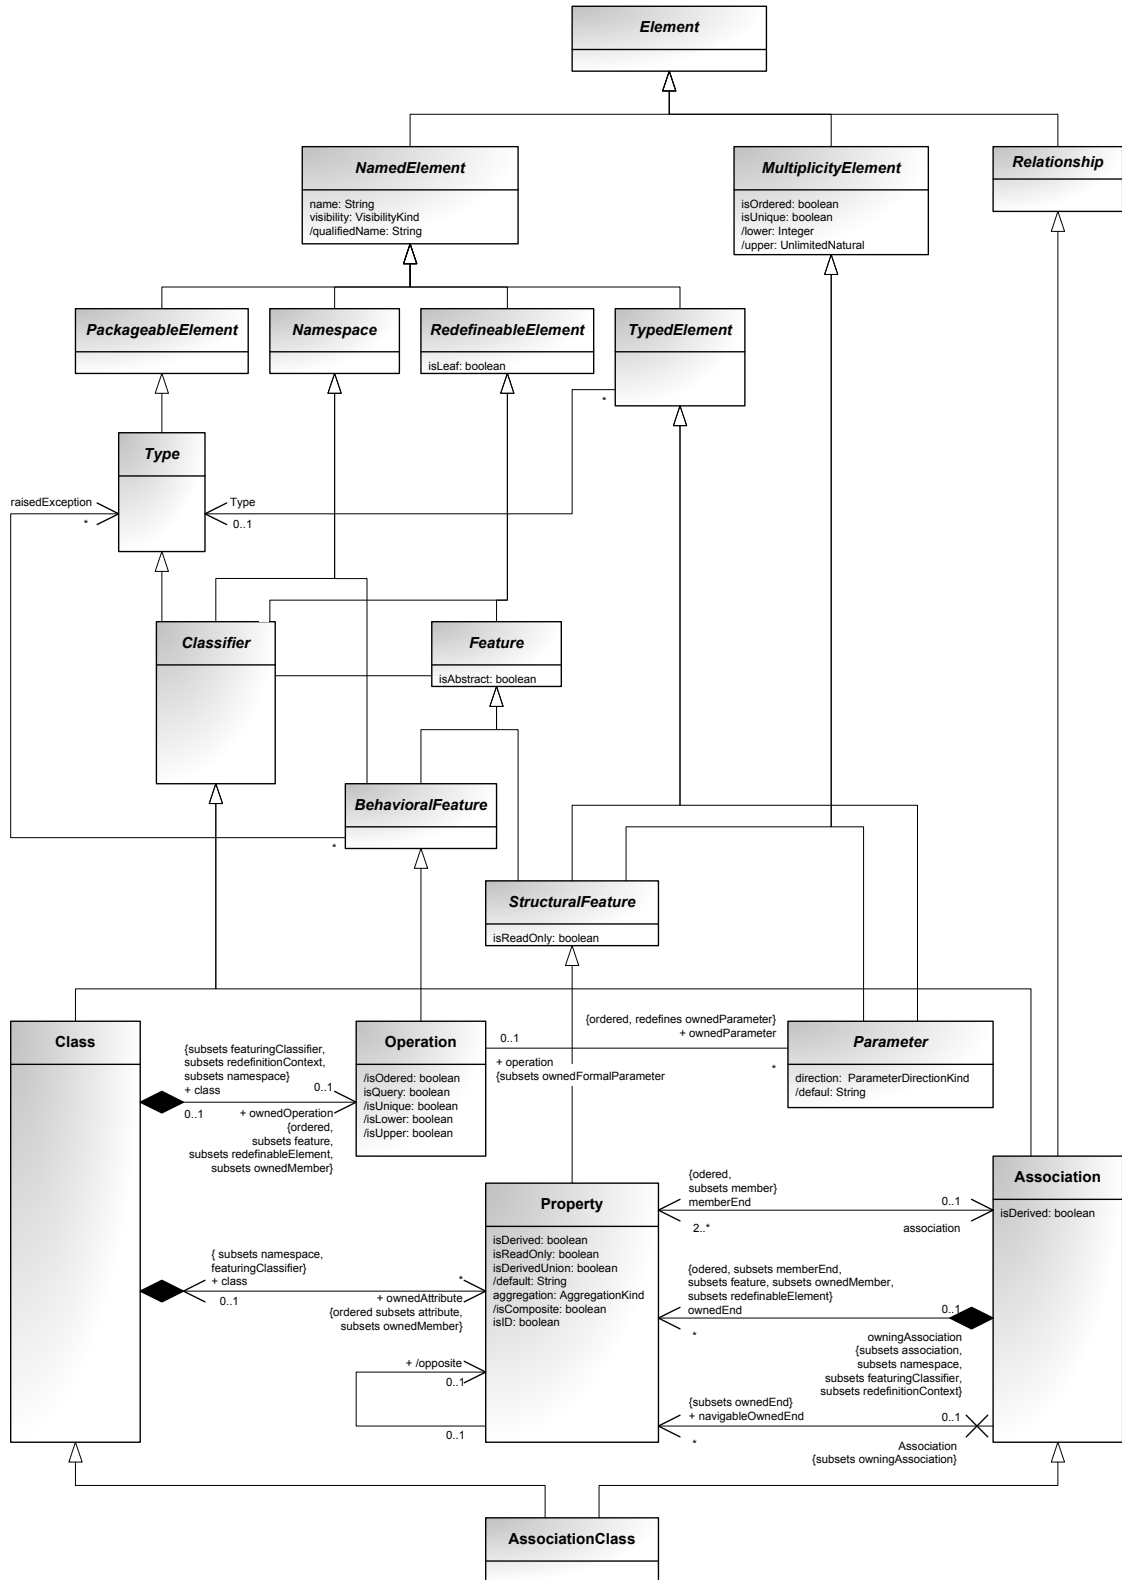 Element
NamedElement
name: String
visibility: VisibilityKind
/qualifiedName: String
MultiplicityElement
isOrdered: boolean
isUnique: boolean
/lower: Integer
/upper: UnlimitedNatural
Relationship
PackageableElement
Namespace
RedefineableElement
isLeaf: boolean
TypedElement
*
Type
raisedException
*
Type
0..1
Classifier
Feature
isAbstract: boolean
BehavioralFeature
*
StructuralFeature
isReadOnly: boolean
Class
{subsets featuringClassifier,
subsets redefinitionContext,
subsets namespace}
+ class
0..1
0..1
+ ownedOperation
{ordered,
subsets feature,
subsets redefinableElement,
subsets ownedMember}
Operation
/isOdered: boolean
isQuery: boolean
/isUnique: boolean
/isLower: boolean
/isUpper: boolean
0..1
+ operation
{subsets ownedFormalParameter
{ordered, redefines ownedParameter}
+ ownedParameter
*
Parameter
direction:  ParameterDirectionKind
/defaul: String
{ subsets namespace,
featuringClassifier}
+ class
0..1
*
+ ownedAttribute
{ordered subsets attribute,
subsets ownedMember}
Property
isDerived: boolean
isReadOnly: boolean
isDerivedUnion: boolean
/default: String
aggregation: AggregationKind
/isComposite: boolean
isID: boolean
+ /opposite
0..1
0..1
{odered,
subsets member}
memberEnd
2..*
0..1
association
Association
isDerived: boolean
{odered, subsets memberEnd,
subsets feature, subsets ownedMember,
subsets redefinableElement}
ownedEnd
*
0..1
owningAssociation
{subsets association,
subsets namespace,
subsets featuringClassifier,
subsets redefinitionContext}
{subsets ownedEnd}
+ navigableOwnedEnd
*
0..1
Association
{subsets owningAssociation}
AssociationClass